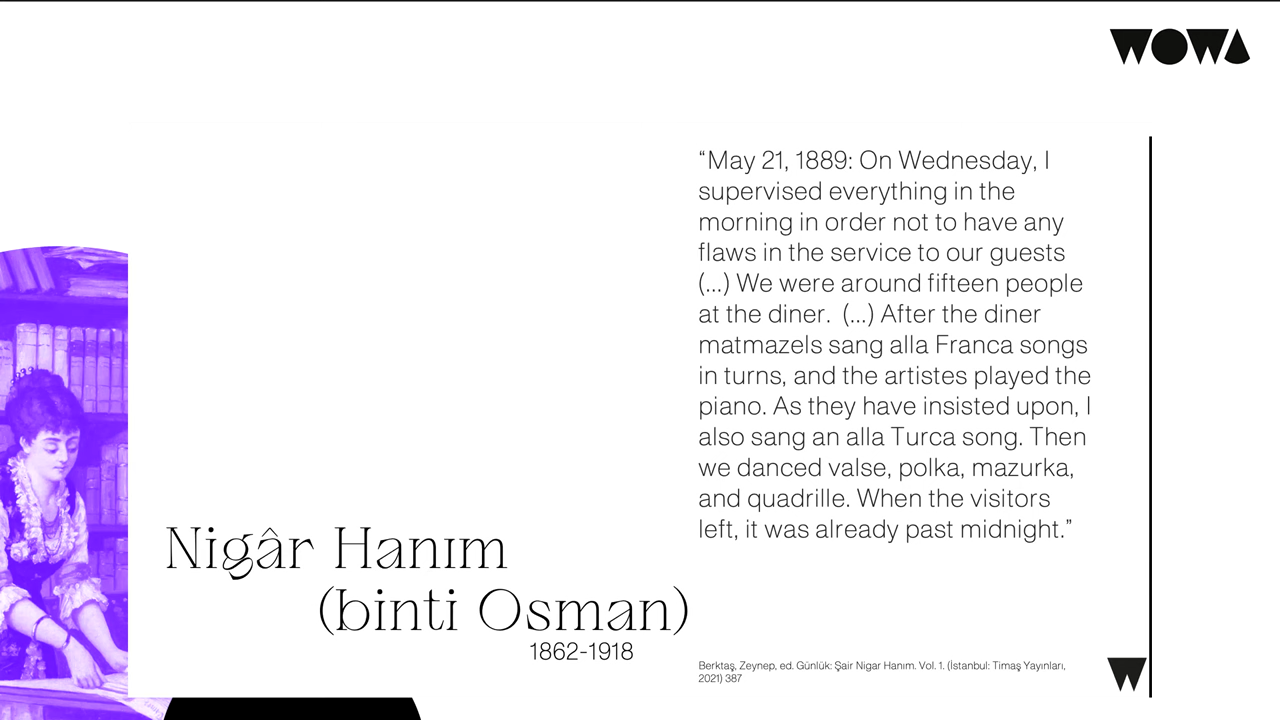 WOWA
“May 21, 1889: On Wednesday, I
supervised everything in the
morning in order not to have any
flaws in the service to our guests
(...) We were around fifteen people
at the diner.  (...) After the diner
matmazels sang alla Franca songs
in turns, and the artistes played the
piano. As they have insisted upon, I
also sang an alla Turca song. Then
we danced valse, polka, mazurka,
and quadrille. When the visitors
left, it was already past midnight.”
Nigâr Hanım
(binti Osman)
1862-1918
Berktaş, Zeynep, ed. Günlük: Şair Nigar Hanım. Vol. 1. (İstanbul: Timaş Yayınları,
2021) 387
W